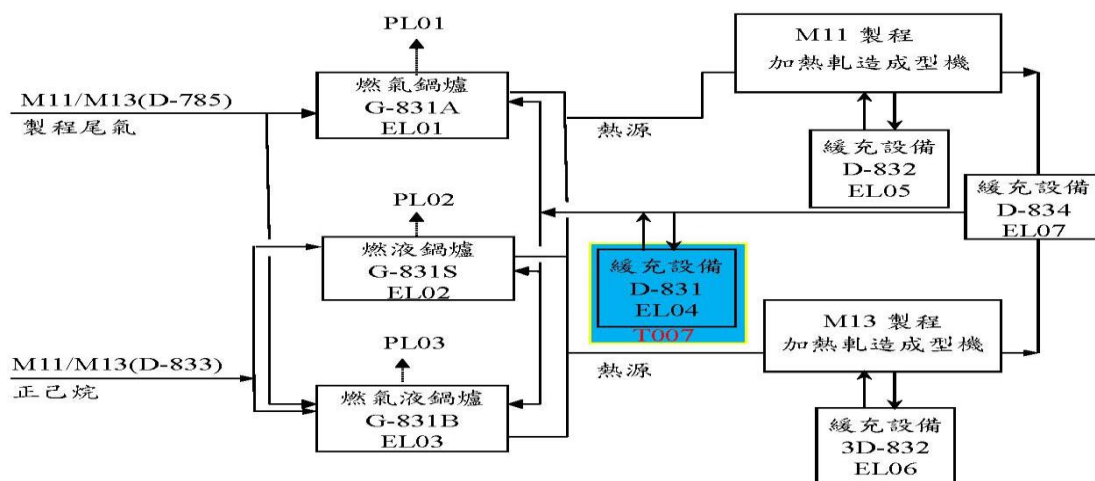 PL01
M11 製程
加熱軋造成型機
燃氣鍋爐
G-831A
EL01
M11/M13(D-785)
製程尾氣
熱源
緩充設備
D-832
EL05
PL02
緩充設備
D-834
EL07
燃液鍋爐
G-831S
EL02
緩充設備
D-831
EL04
T007
M13 製程
加熱軋造成型機
PL03
M11/M13(D-833)
正己烷
熱源
燃氣液鍋爐
G-831B
EL03
緩充設備
3D-832
EL06